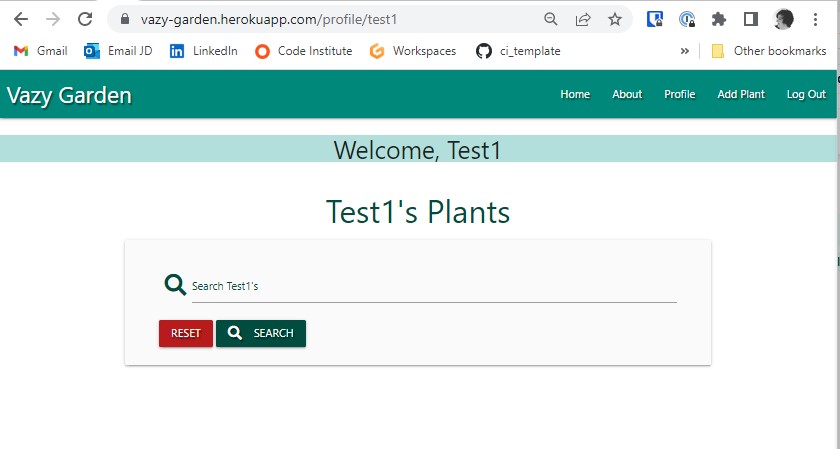 vazy-garden.herokuapp.com/profile/test1
Gmail Email JD LinkedIn Code Institute Workspaces ci_template » Other bookmarks
Vazy Garden Home About Profile Add Plant Log Out
Welcome, Test1
Test1's Plants
Search Test1's
RESET SEARCH